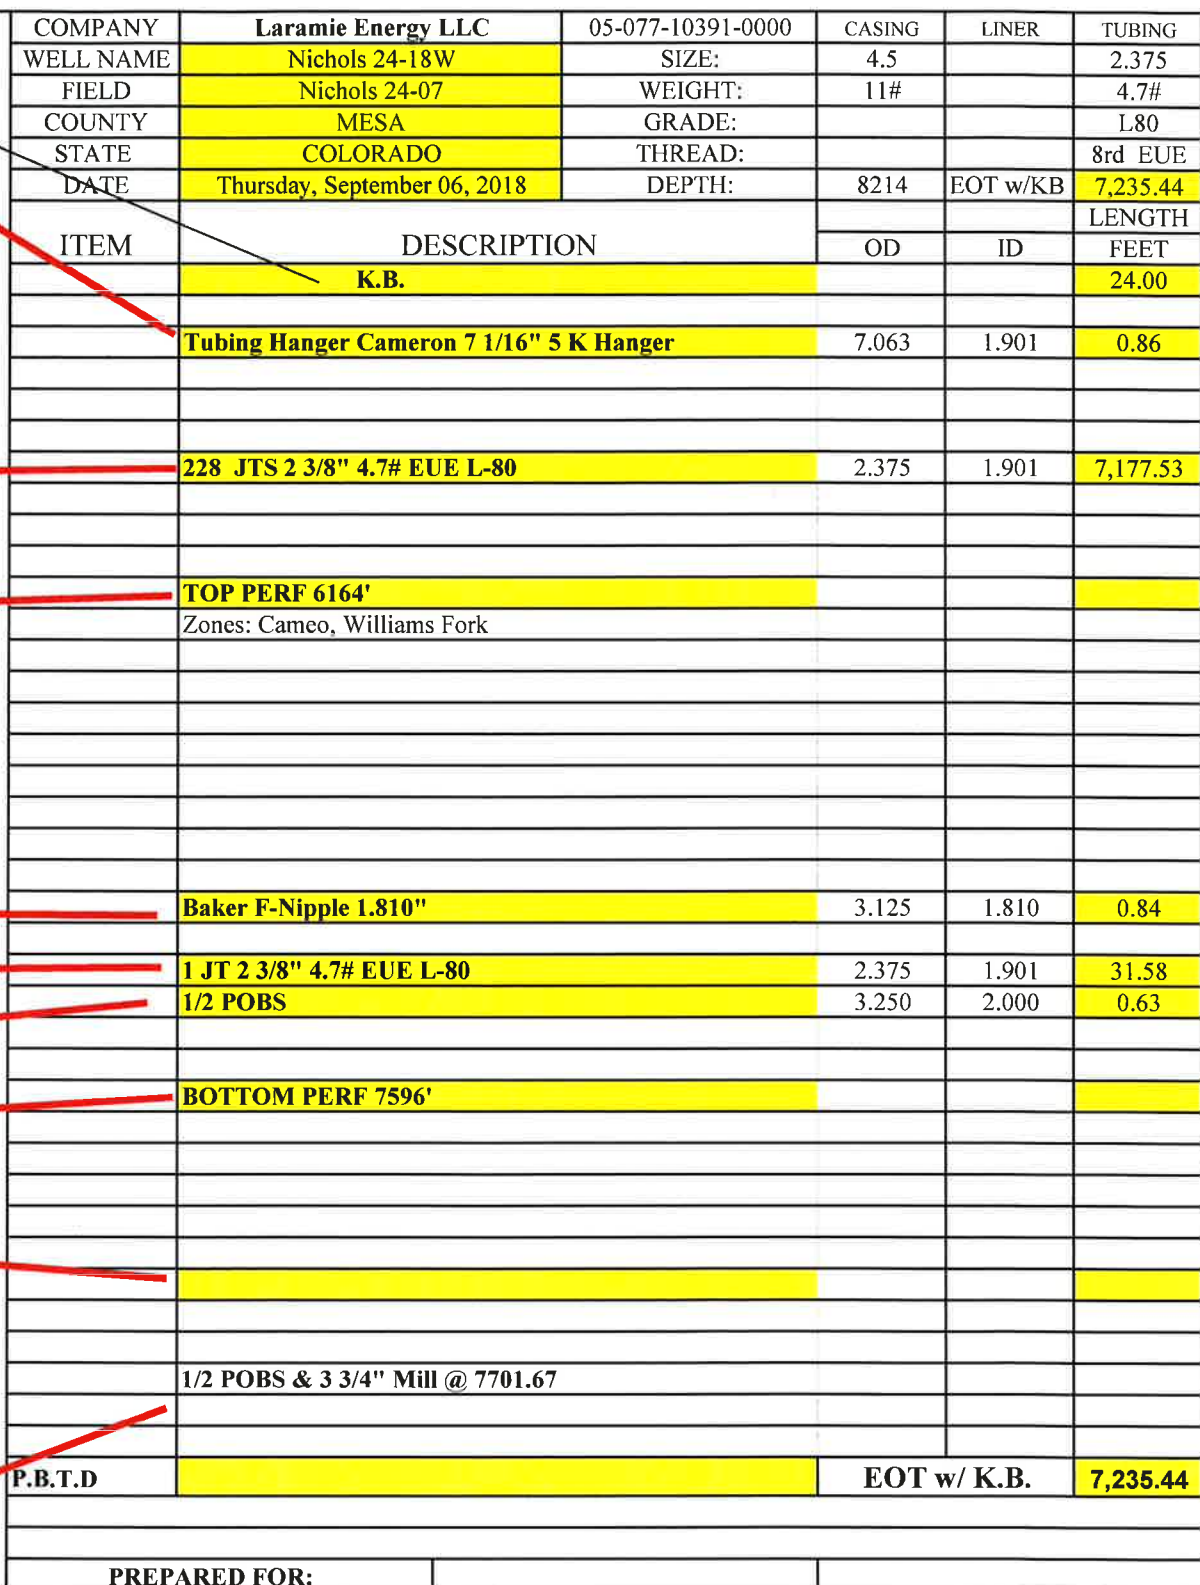 COMPANY Laramie Energy LLC 05-077-10391-0000 CASING LINER TUBING
WELL NAME Nichols 24-18W SIZE: 4.5 2.375
FIELD Nichols 24-07 WEIGHT: 11# 4.7#
COUNTY MESA GRADE: L80
STATE COLORADO THREAD: 8rd EUE
DATE Thursday, September 06, 2018 DEPTH: 8214 EOT w/KB 7,235.44
LENGTH
ITEM DESCRIPTION OD ID FEET
K.B. 24.00
Tubing Hanger Cameron 7 1/16" 5 K Hanger 7.063 1.901 0.86
228 JTS 2 3/8" 4.7# EUE L-80 2.375 1.901 7,177.53
TOP PERF 6164'
Zones: Cameo, Williams Fork
Baker F-Nipple 1.810" 3.125 1.810 0.84
1 JT 2 3/8" 4.7# EUE L-80 2.375 1.901 31.58
1/2 POBS 3.250 2.000 0.63
BOTTOM PERF 7596'
1/2 POBS & 3 3/4" Mill @ 7701.67
P.B.T.D EOT w/ K.B. 7,235.44
PREPARED FOR: